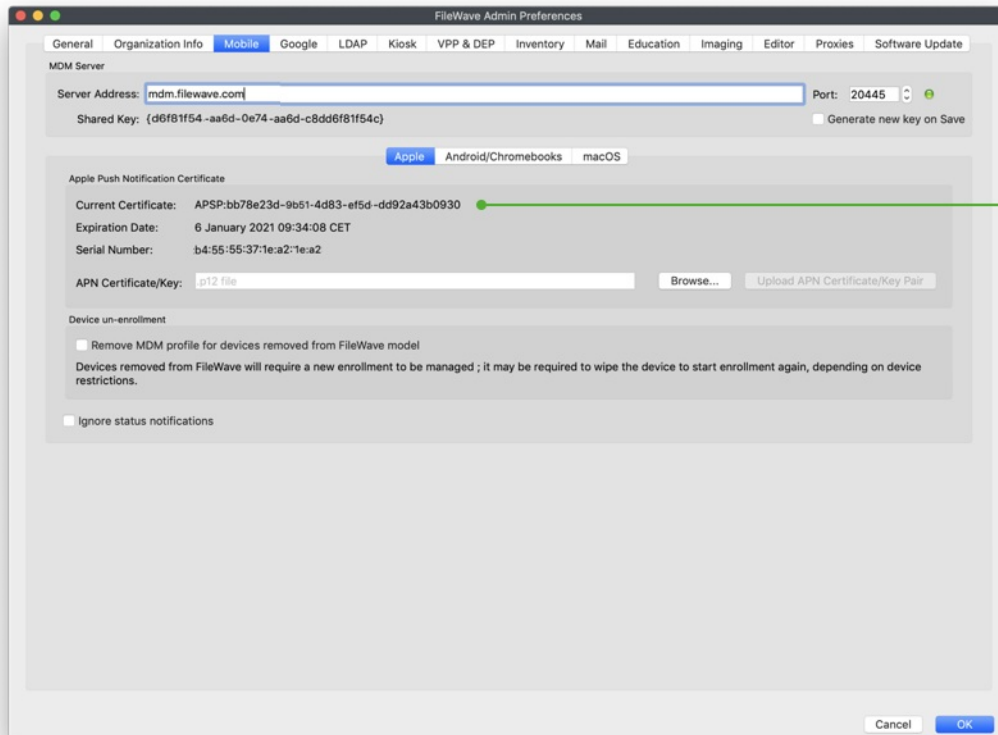 FileWave Admin Preferences
General Organization Info Mobile Google LDAP Kiosk VPP & DEP Inventory Mail Education Imaging Editor Proxies Software Update
MDM Server
Server Address: mdm.filewave.com Port: 20445
Shared Key: {d6f81f54-aa6d-0e74-aa6d-c8dd6f81f54c} Generate new key on Save
Apple Android/Chromebooks macOS
Apple Push Notification Certificate
Current Certificate: APSP:bb78e23d-9b51-4d83-ef5d-dd92a43b0930
Expiration Date: 6 January 2021 09:34:08 CET
Serial Number: b4:55:55:37:1e:a2:1e:a2
APN Certificate/Key: .p12 file Browse... Upload APN Certificate/Key Pair
Device un-enrollment
Remove MDM profile for devices removed from FileWave model
Devices removed from FileWave will require a new enrollment to be managed ; it may be required to wipe the device to start enrollment again, depending on device
restrictions.
Ignore status notifications
Cancel OK